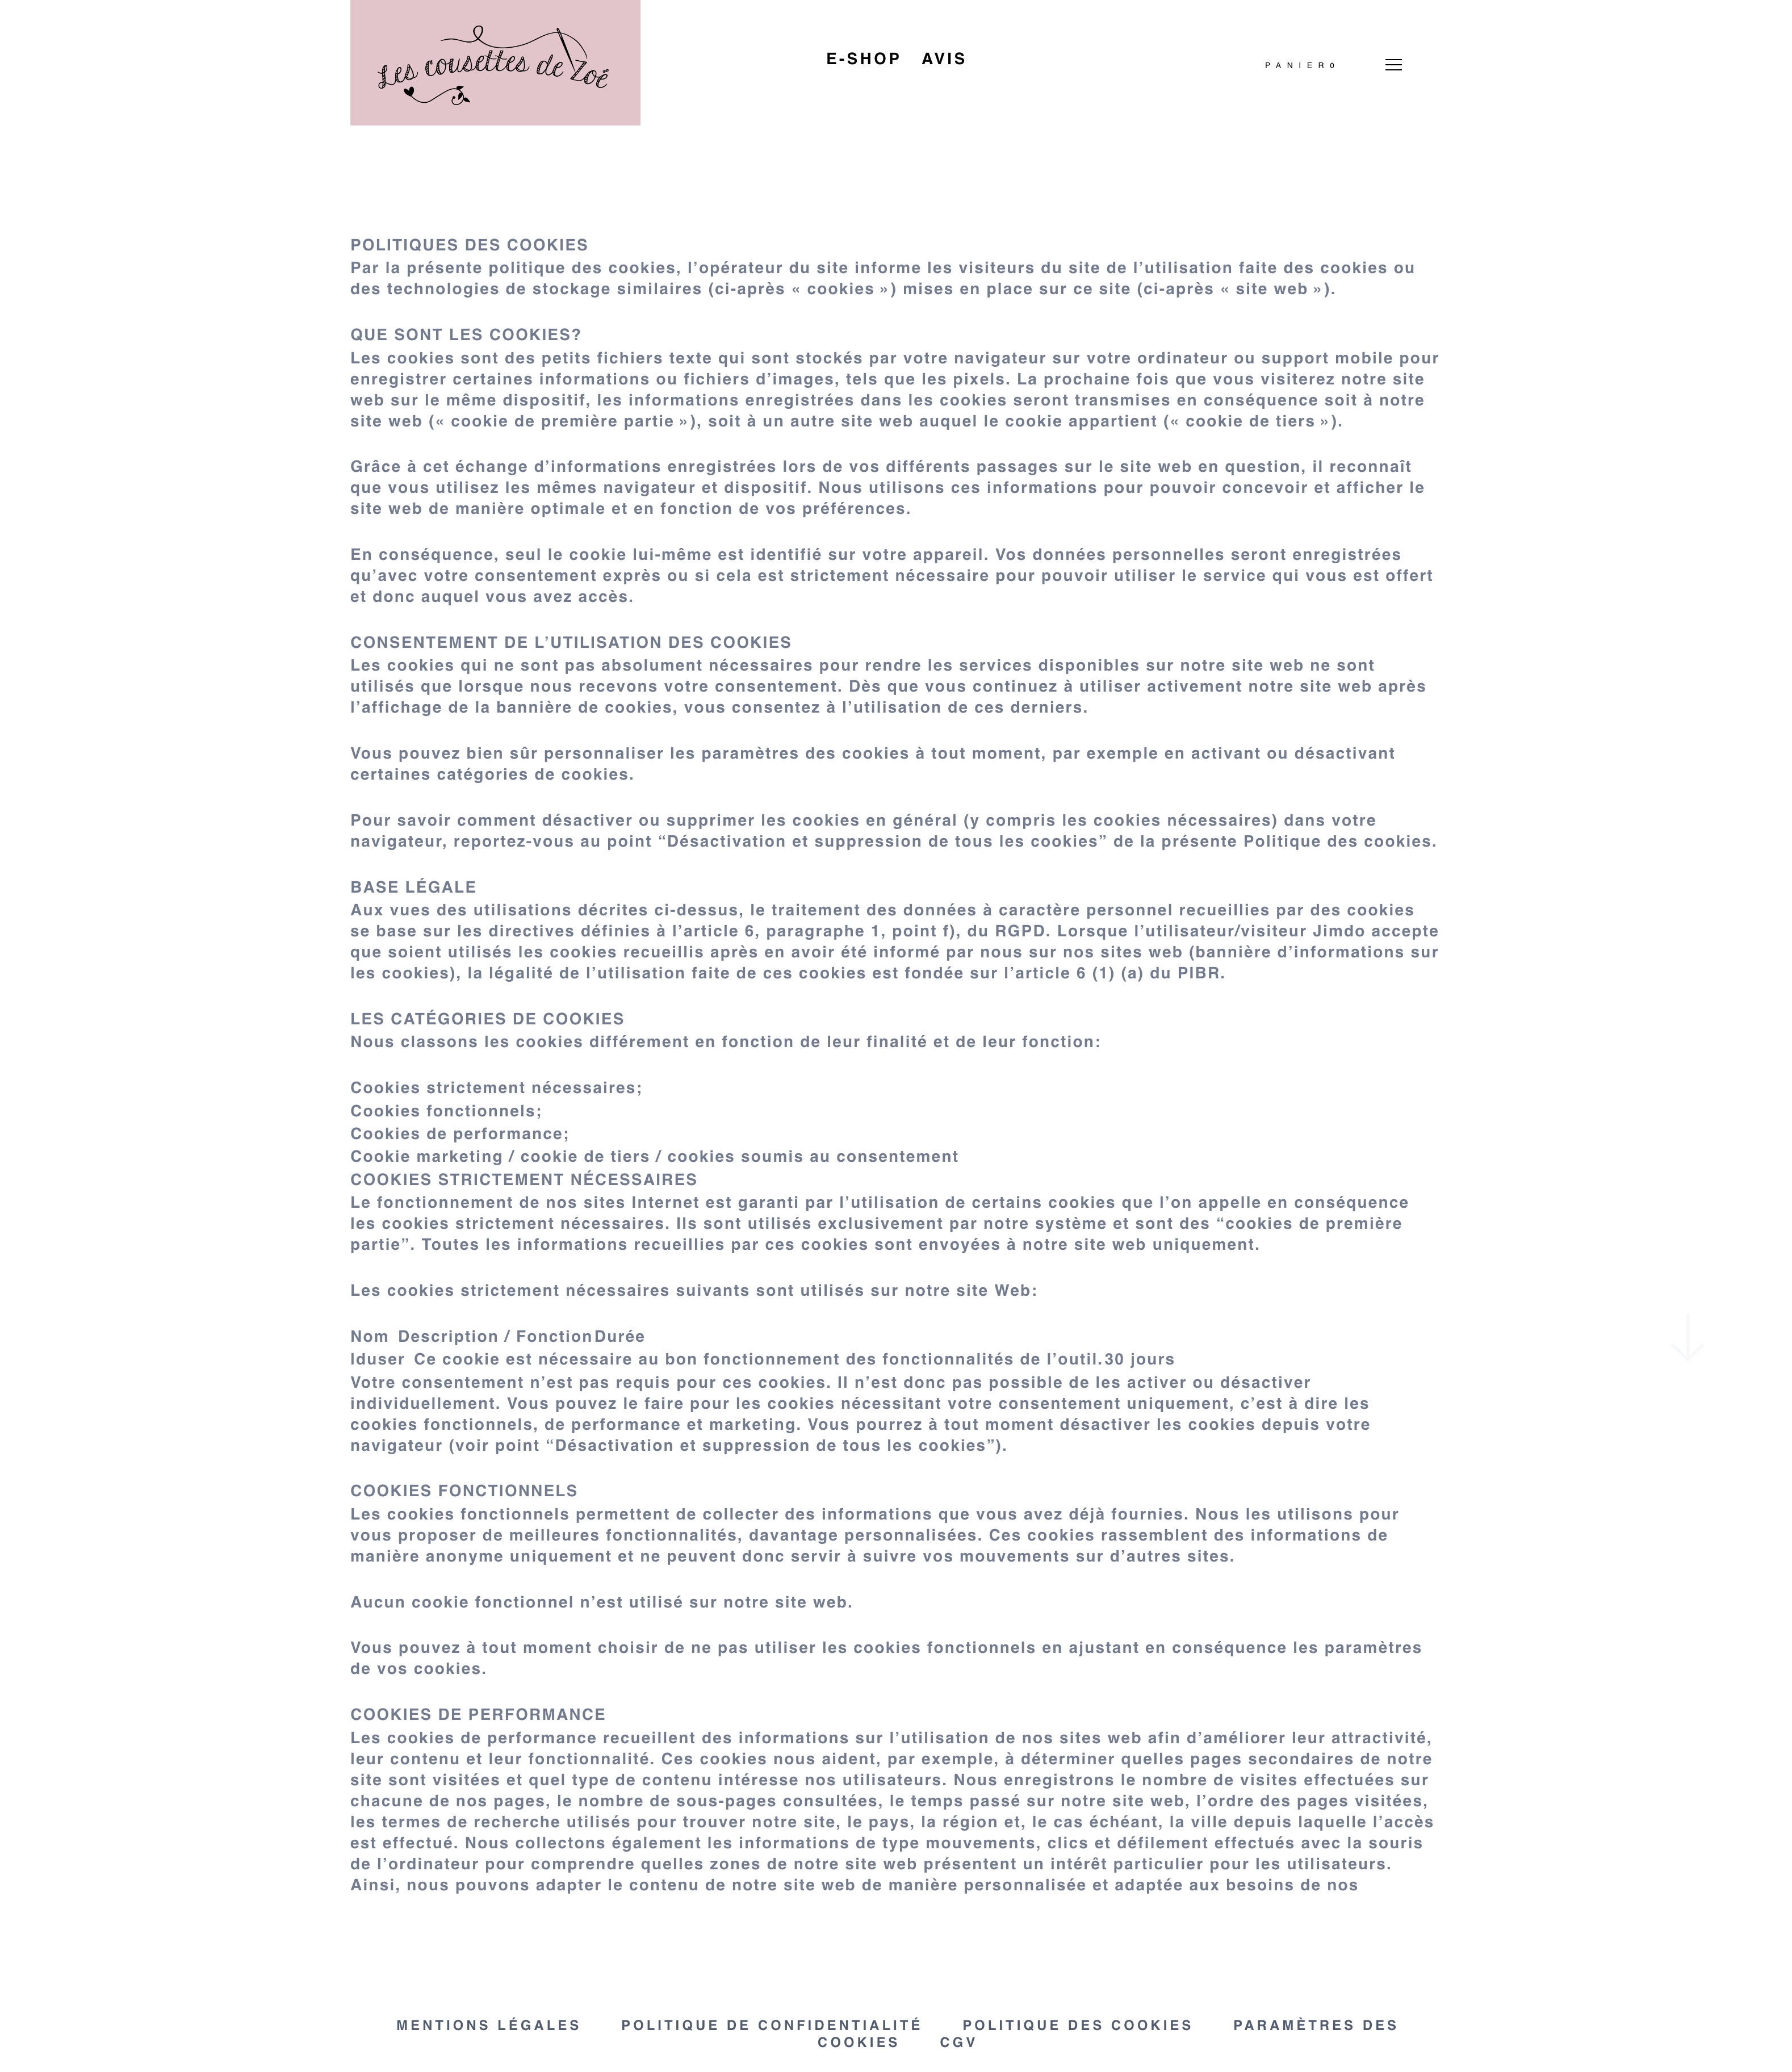 Les cousettes de Zoé
E-SHOP AVIS
PANIER0
POLITIQUES DES COOKIES
Par la présente politique des cookies, l’opérateur du site informe les visiteurs du site de l’utilisation faite des cookies ou
des technologies de stockage similaires (ci-après « cookies ») mises en place sur ce site (ci-après « site web »).
QUE SONT LES COOKIES?
Les cookies sont des petits fichiers texte qui sont stockés par votre navigateur sur votre ordinateur ou support mobile pour
enregistrer certaines informations ou fichiers d’images, tels que les pixels. La prochaine fois que vous visiterez notre site
web sur le même dispositif, les informations enregistrées dans les cookies seront transmises en conséquence soit à notre
site web (« cookie de première partie »), soit à un autre site web auquel le cookie appartient (« cookie de tiers »).
Grâce à cet échange d’informations enregistrées lors de vos différents passages sur le site web en question, il reconnaît
que vous utilisez les mêmes navigateur et dispositif. Nous utilisons ces informations pour pouvoir concevoir et afficher le
site web de manière optimale et en fonction de vos préférences.
En conséquence, seul le cookie lui-même est identifié sur votre appareil. Vos données personnelles seront enregistrées
qu’avec votre consentement exprès ou si cela est strictement nécessaire pour pouvoir utiliser le service qui vous est offert
et donc auquel vous avez accès.
CONSENTEMENT DE L’UTILISATION DES COOKIES
Les cookies qui ne sont pas absolument nécessaires pour rendre les services disponibles sur notre site web ne sont
utilisés que lorsque nous recevons votre consentement. Dès que vous continuez à utiliser activement notre site web après
l’affichage de la bannière de cookies, vous consentez à l’utilisation de ces derniers.
Vous pouvez bien sûr personnaliser les paramètres des cookies à tout moment, par exemple en activant ou désactivant
certaines catégories de cookies.
Pour savoir comment désactiver ou supprimer les cookies en général (y compris les cookies nécessaires) dans votre
navigateur, reportez-vous au point “Désactivation et suppression de tous les cookies” de la présente Politique des cookies.
BASE LÉGALE
Aux vues des utilisations décrites ci-dessus, le traitement des données à caractère personnel recueillies par des cookies
se base sur les directives définies à l’article 6, paragraphe 1, point f), du RGPD. Lorsque l’utilisateur/visiteur Jimdo accepte
que soient utilisés les cookies recueillis après en avoir été informé par nous sur nos sites web (bannière d’informations sur
les cookies), la légalité de l’utilisation faite de ces cookies est fondée sur l’article 6 (1) (a) du PIBR.
LES CATÉGORIES DE COOKIES
Nous classons les cookies différement en fonction de leur finalité et de leur fonction:
Cookies strictement nécessaires;
Cookies fonctionnels;
Cookies de performance;
Cookie marketing / cookie de tiers / cookies soumis au consentement
COOKIES STRICTEMENT NÉCESSAIRES
Le fonctionnement de nos sites Internet est garanti par l’utilisation de certains cookies que l’on appelle en conséquence
les cookies strictement nécessaires. Ils sont utilisés exclusivement par notre système et sont des “cookies de première
partie”. Toutes les informations recueillies par ces cookies sont envoyées à notre site web uniquement.
Les cookies strictement nécessaires suivants sont utilisés sur notre site Web:
Nom Description / FonctionDurée
Iduser Ce cookie est nécessaire au bon fonctionnement des fonctionnalités de l’outil.30 jours
Votre consentement n’est pas requis pour ces cookies. Il n’est donc pas possible de les activer ou désactiver
individuellement. Vous pouvez le faire pour les cookies nécessitant votre consentement uniquement, c’est à dire les
cookies fonctionnels, de performance et marketing. Vous pourrez à tout moment désactiver les cookies depuis votre
navigateur (voir point “Désactivation et suppression de tous les cookies”).
COOKIES FONCTIONNELS
Les cookies fonctionnels permettent de collecter des informations que vous avez déjà fournies. Nous les utilisons pour
vous proposer de meilleures fonctionnalités, davantage personnalisées. Ces cookies rassemblent des informations de
manière anonyme uniquement et ne peuvent donc servir à suivre vos mouvements sur d’autres sites.
Aucun cookie fonctionnel n’est utilisé sur notre site web.
Vous pouvez à tout moment choisir de ne pas utiliser les cookies fonctionnels en ajustant en conséquence les paramètres
de vos cookies.
COOKIES DE PERFORMANCE
Les cookies de performance recueillent des informations sur l’utilisation de nos sites web afin d’améliorer leur attractivité,
leur contenu et leur fonctionnalité. Ces cookies nous aident, par exemple, à déterminer quelles pages secondaires de notre
site sont visitées et quel type de contenu intéresse nos utilisateurs. Nous enregistrons le nombre de visites effectuées sur
chacune de nos pages, le nombre de sous-pages consultées, le temps passé sur notre site web, l’ordre des pages visitées,
les termes de recherche utilisés pour trouver notre site, le pays, la région et, le cas échéant, la ville depuis laquelle l’accès
est effectué. Nous collectons également les informations de type mouvements, clics et défilement effectués avec la souris
de l’ordinateur pour comprendre quelles zones de notre site web présentent un intérêt particulier pour les utilisateurs.
Ainsi, nous pouvons adapter le contenu de notre site web de manière personnalisée et adaptée aux besoins de nos
MENTIONS LÉGALES POLITIQUE DE CONFIDENTIALITÉ POLITIQUE DES COOKIES PARAMÈTRES DES
COOKIES CGV